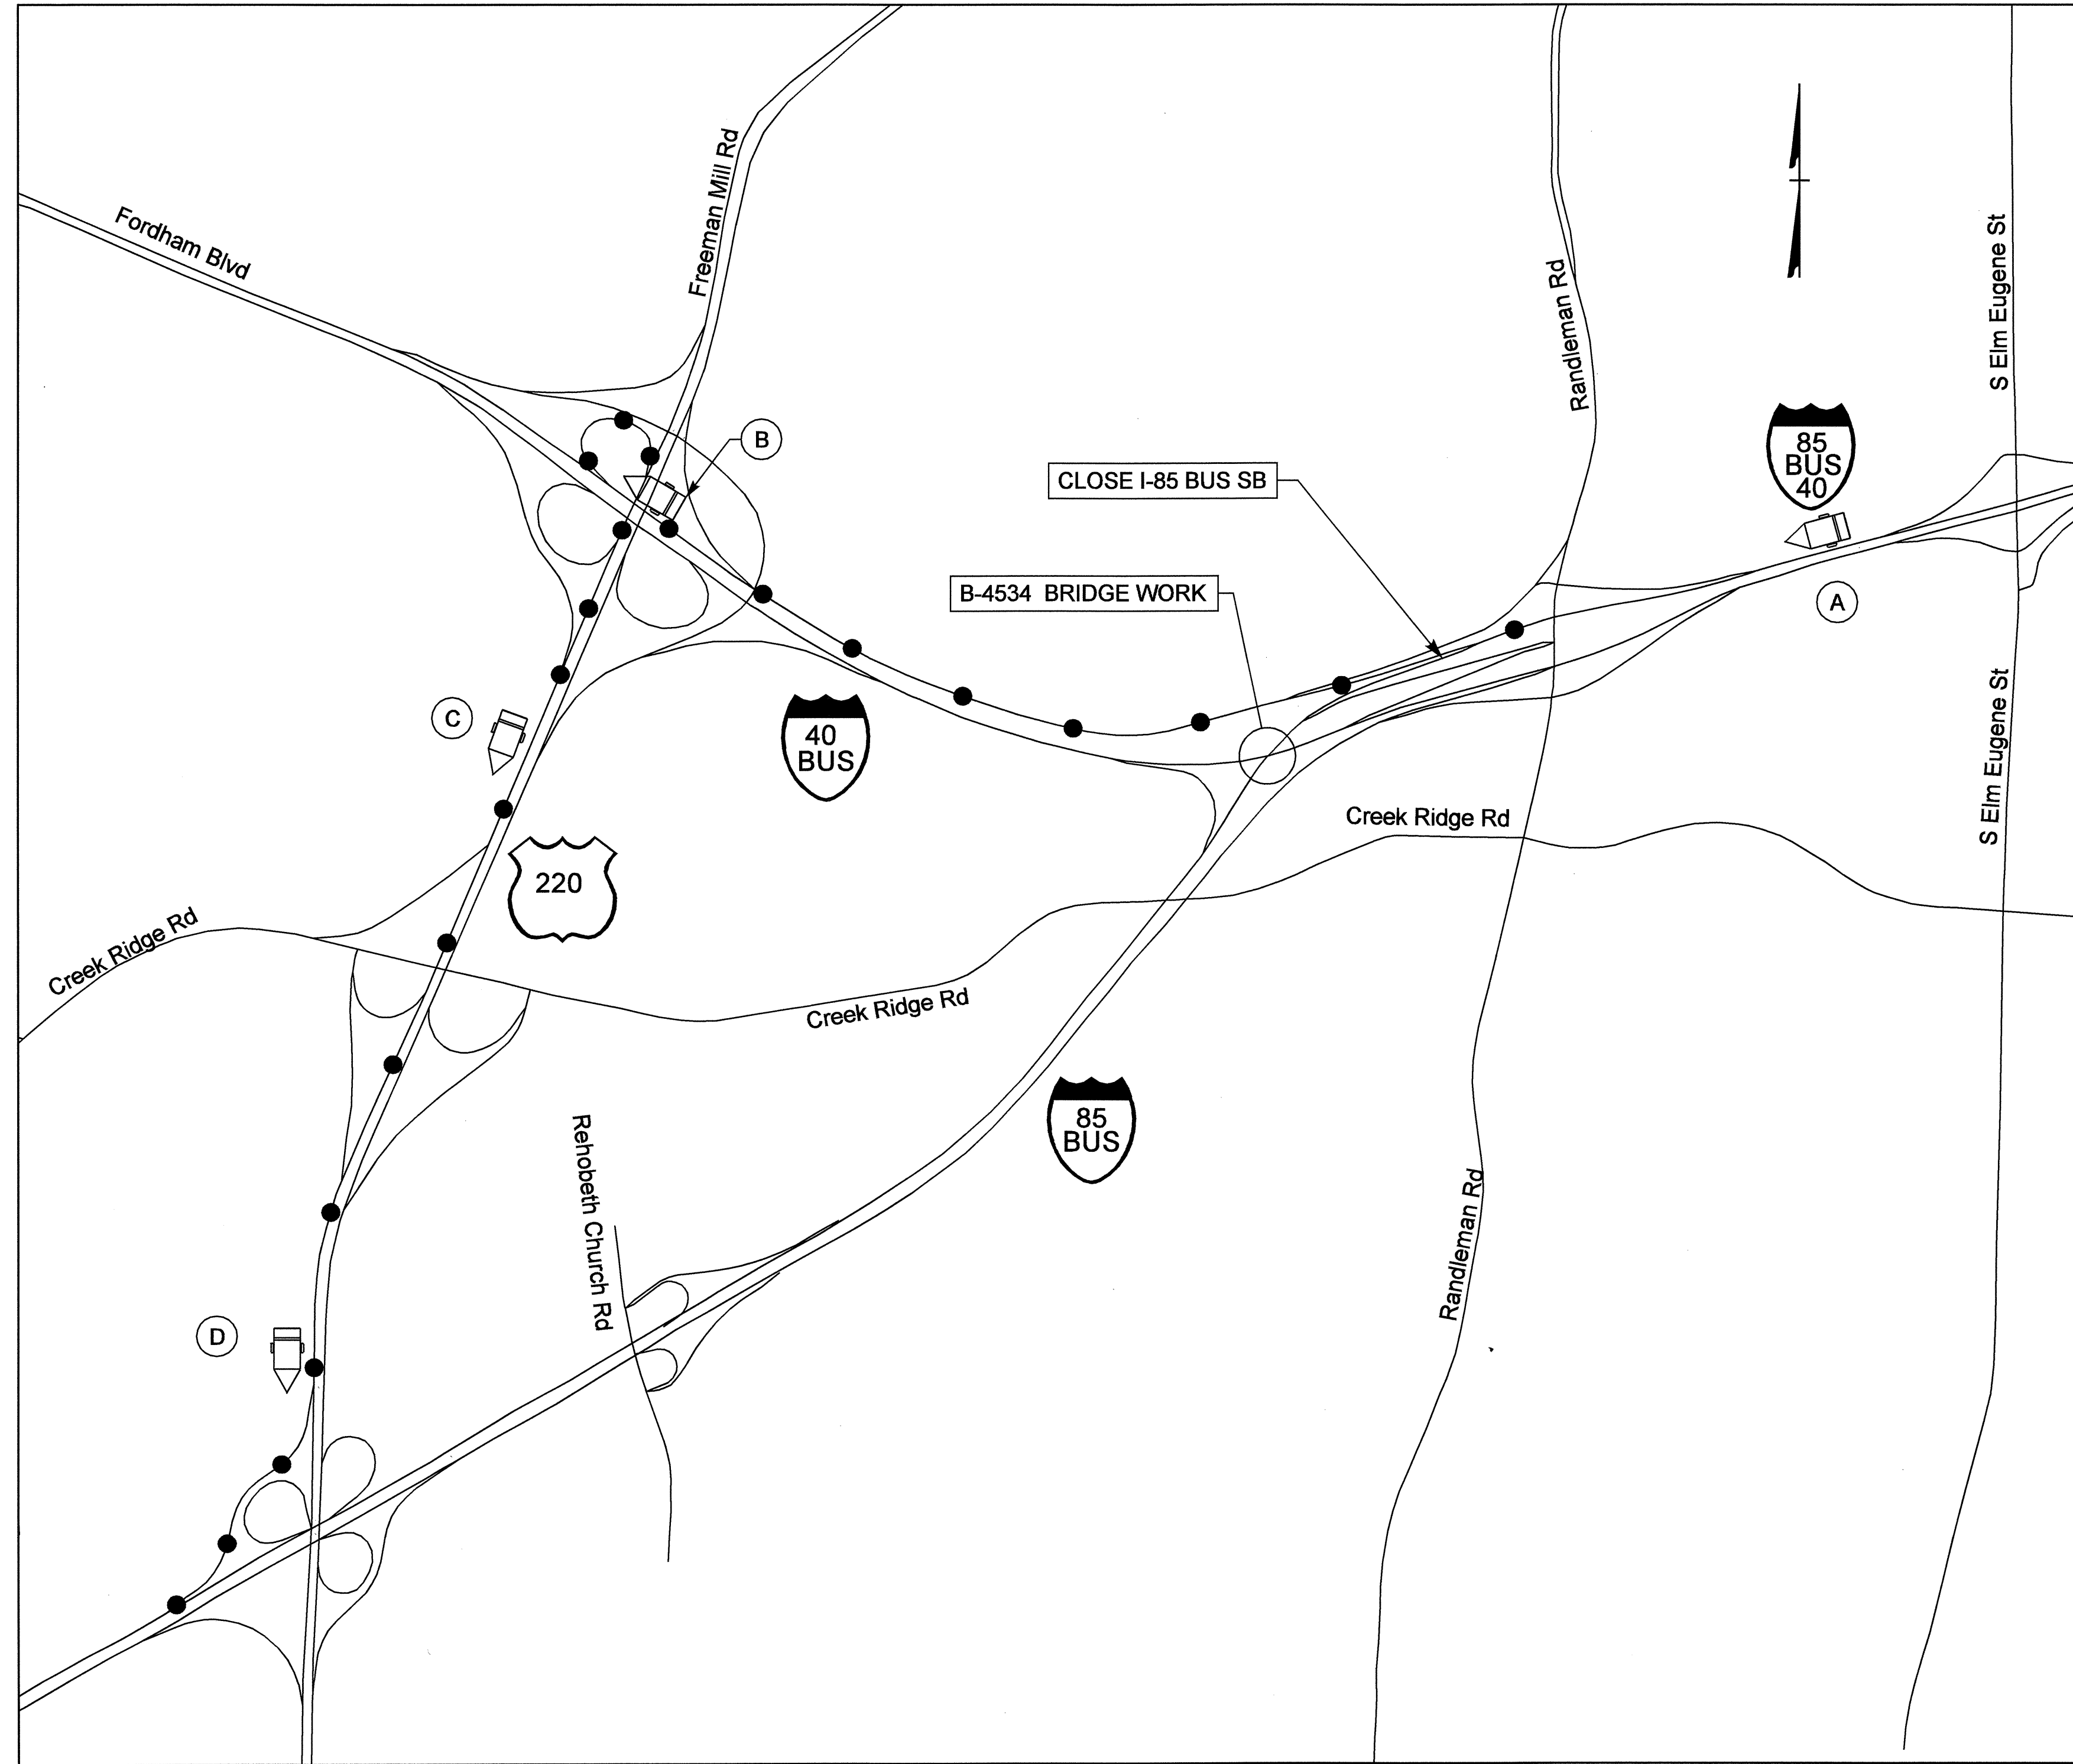 Fordham Blvd
Freeman Mill Rd
Randleman Rd
S Elm Eugene St
B
85
BUS
40
CLOSE I-85 BUS SB
B-4534 BRIDGE WORK
A
C
40
BUS
S Elm Eugene St
Creek Ridge Rd
220
Creek Ridge Rd
Creek Ridge Rd
85
BUS
Rehobeth Church Rd
Randleman Rd
D